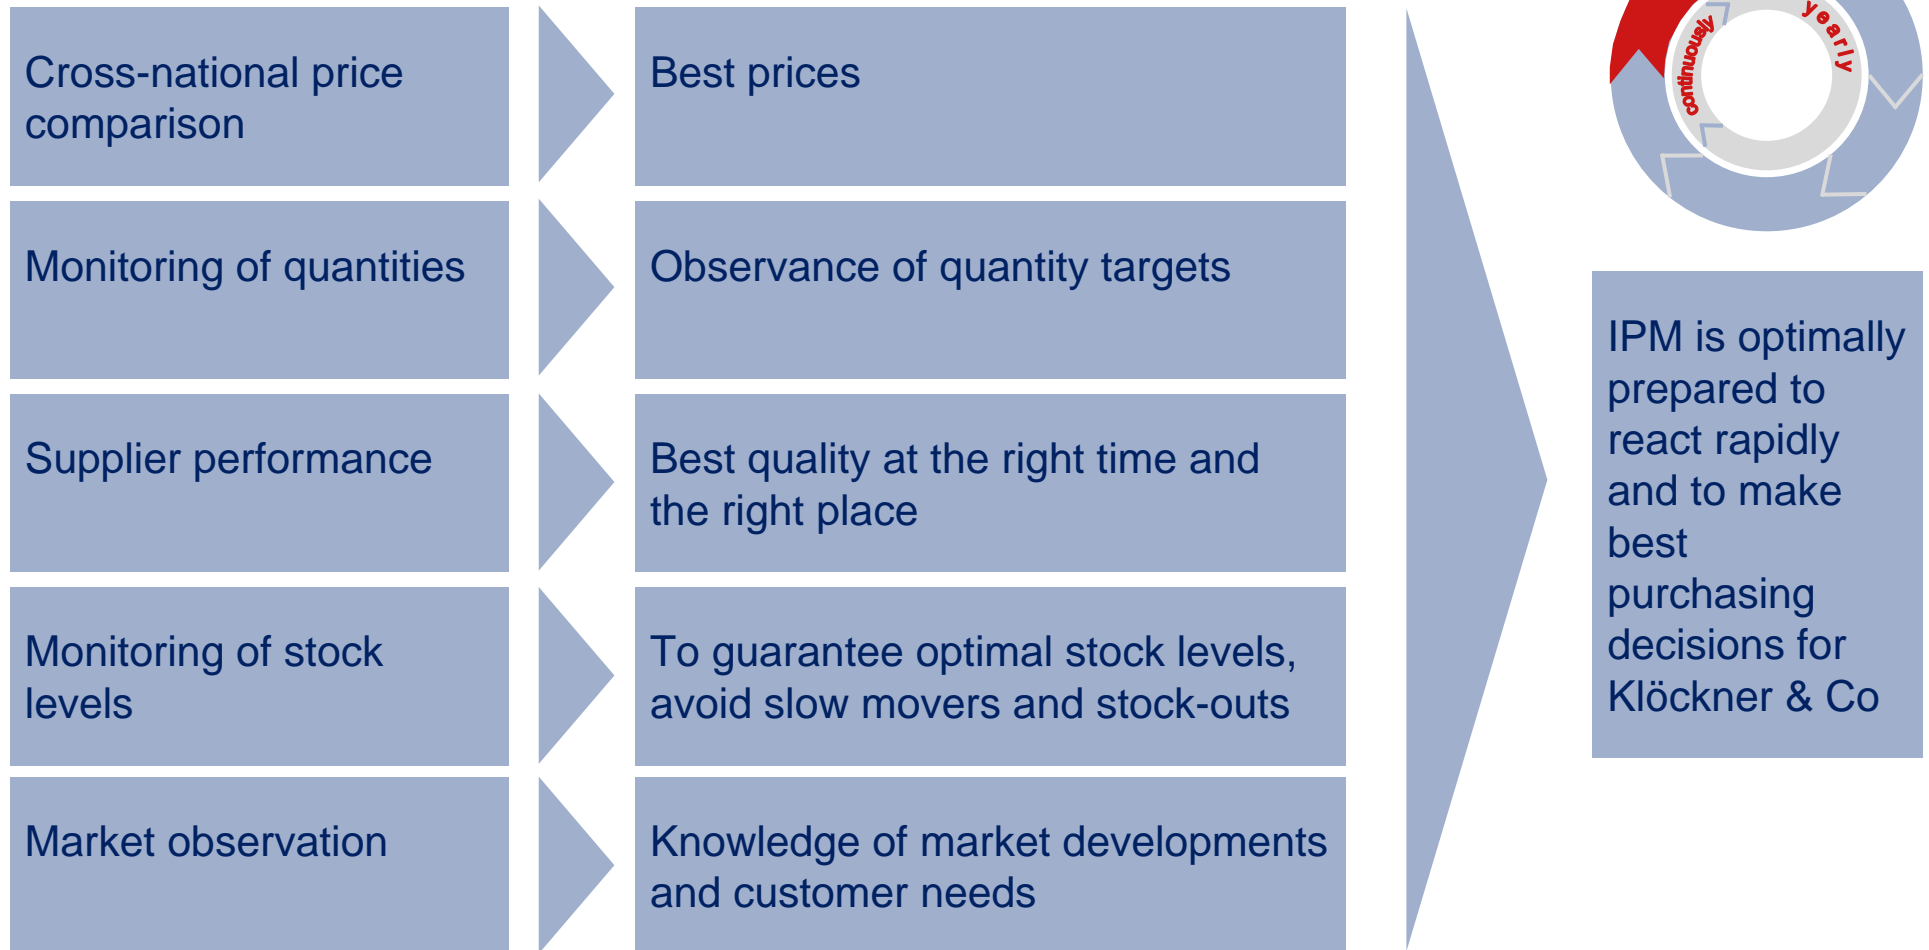 Cross-national price
comparison
Best prices
Monitoring of quantities
Observance of quantity targets
Supplier performance
Best quality at the right time and
the right place
Monitoring of stock
levels
To guarantee optimal stock levels,
avoid slow movers and stock-outs
Market observation
Knowledge of market developments
and customer needs
continuously
yearly
IPM is optimally
prepared to
react rapidly
and to make
best
purchasing
decisions for
Klöckner & Co